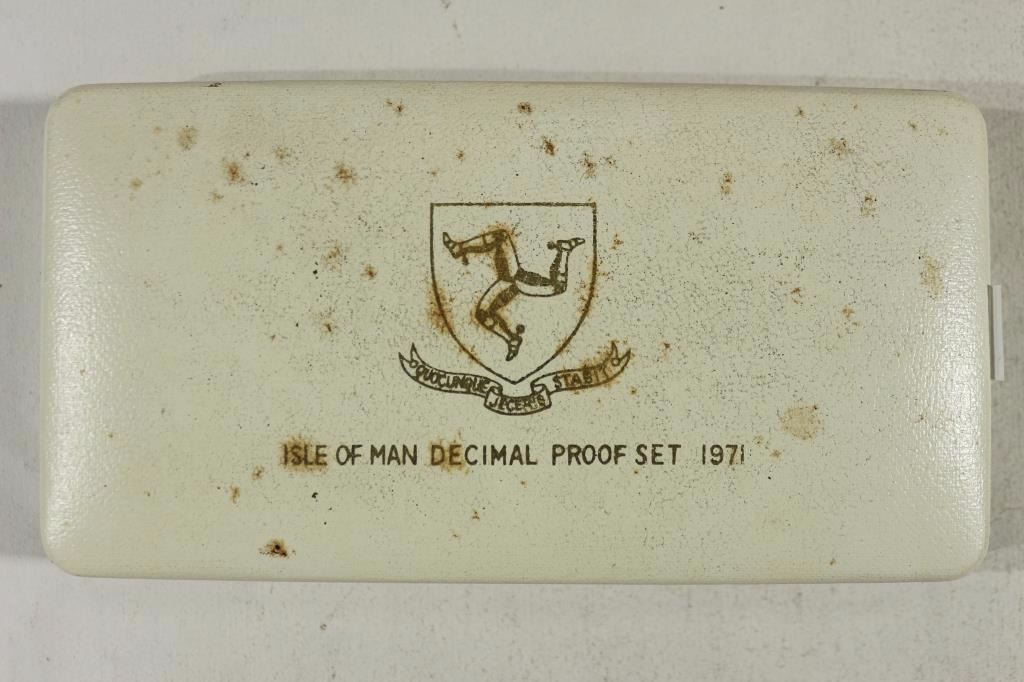 QUOCUNQUE JECERIS STABIT
ISLE OF MAN DECIMAL PROOF SET 1971